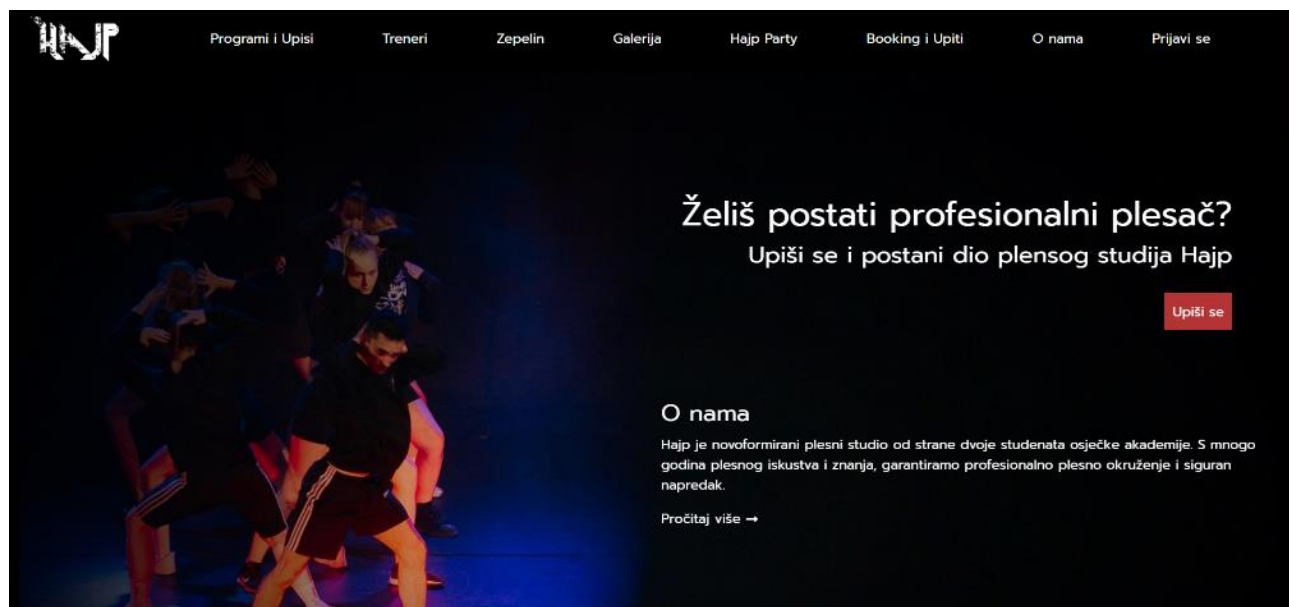 HAJP
Programi i Upisi
Treneri
Zepelin
Galerija
Hajp Party
Booking i Upiti
O nama
Prijavi se
Želiš postati profesionalni plesač?
Upiši se i postani dio plensog studija Hajp
Upiši se
O nama
Hajp je novoformirani plesni studio od strane dvoje studenata osječke akademije. S mnogo
godina plesnog iskustva i znanja, garantiramo profesionalno plesno okruženje i siguran
napredak.
Pročitaj više →